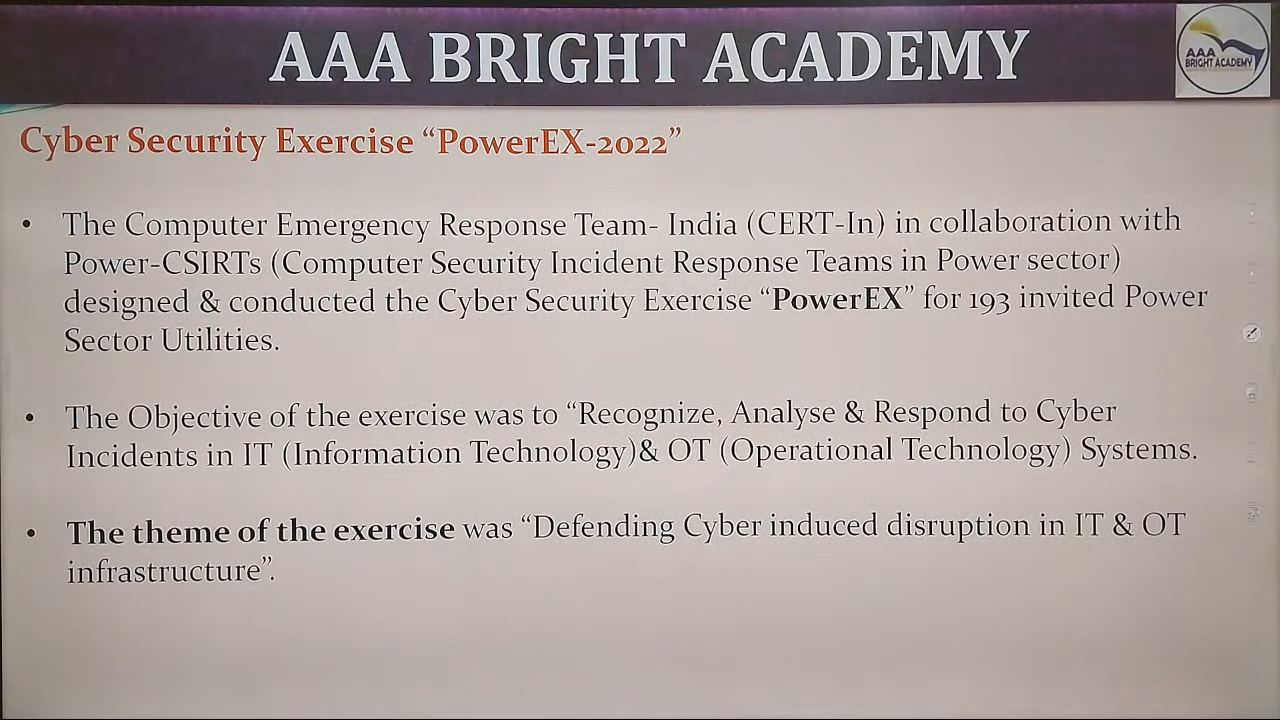 AAA BRIGHT ACADEMY
AAA
BRIGHT ACADEMY
Cyber Security Exercise “PowerEX-2022”
• The Computer Emergency Response Team- India (CERT-In) in collaboration with
Power-CSIRTs (Computer Security Incident Response Teams in Power sector)
designed & conducted the Cyber Security Exercise “PowerEX” for 193 invited Power
Sector Utilities.
• The Objective of the exercise was to “Recognize, Analyse & Respond to Cyber
Incidents in IT (Information Technology)& OT (Operational Technology) Systems.
• The theme of the exercise was “Defending Cyber induced disruption in IT & OT
infrastructure”.